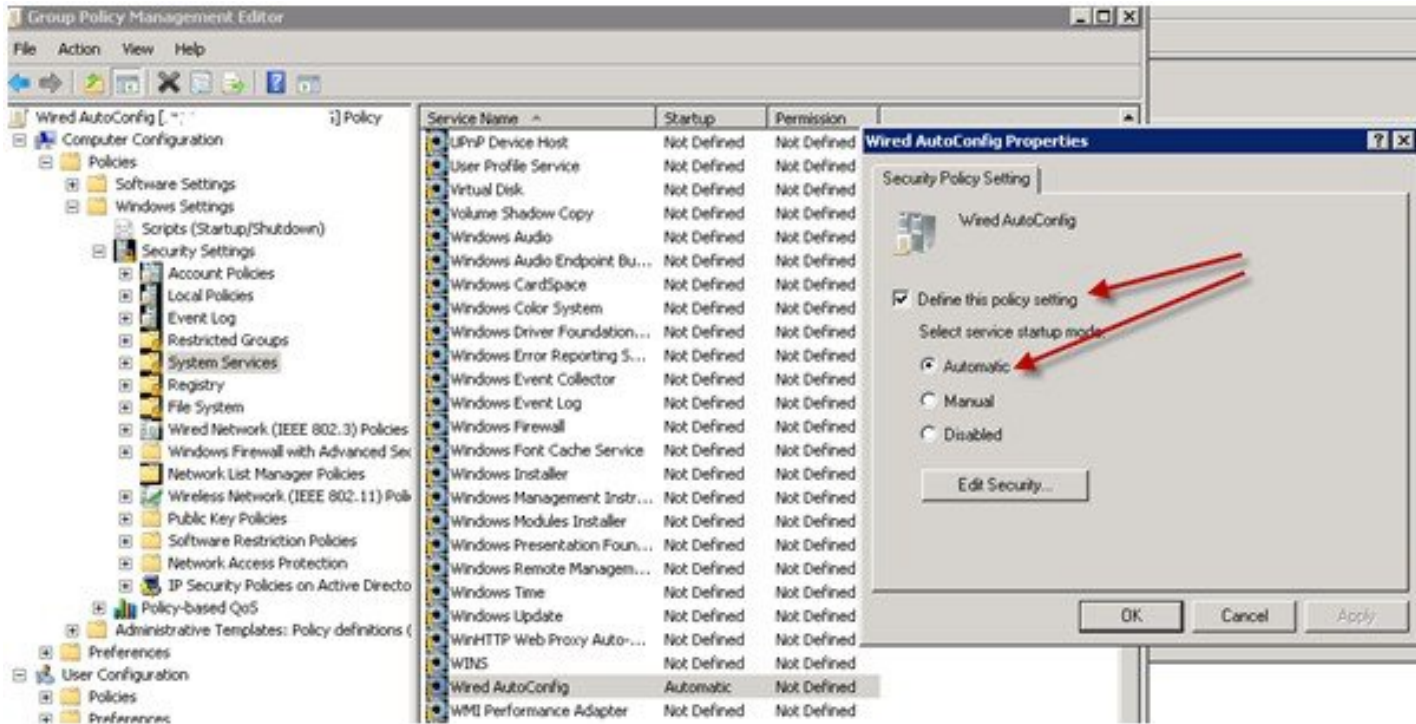 Group Policy Management Editor
File Action View Help
Wired AutoConfig [. Policy
Computer Configuration
Policies
Software Settings
Windows Settings
Scripts (Startup/Shutdown)
Security Settings
Account Policies
Local Policies
Event Log
Restricted Groups
System Services
Registry
File System
Wired Network (IEEE 802.3) Policies
Windows Firewall with Advanced Sec
Network List Manager Policies
Wireless Network (IEEE 802.11) Poli
Public Key Policies
Software Restriction Policies
Network Access Protection
IP Security Policies on Active Directo
Policy-based QoS
Administrative Templates: Policy definitions (
Preferences
User Configuration
Policies
Preferences
Service Name Startup Permission
UPnP Device Host Not Defined Not Defined
User Profile Service Not Defined Not Defined
Virtual Disk Not Defined Not Defined
Volume Shadow Copy Not Defined Not Defined
Windows Audio Not Defined Not Defined
Windows Audio Endpoint Bu... Not Defined Not Defined
Windows CardSpace Not Defined Not Defined
Windows Color System Not Defined Not Defined
Windows Driver Foundation... Not Defined Not Defined
Windows Error Reporting S... Not Defined Not Defined
Windows Event Collector Not Defined Not Defined
Windows Event Log Not Defined Not Defined
Windows Firewall Not Defined Not Defined
Windows Font Cache Service Not Defined Not Defined
Windows Installer Not Defined Not Defined
Windows Management Instr... Not Defined Not Defined
Windows Modules Installer Not Defined Not Defined
Windows Presentation Foun... Not Defined Not Defined
Windows Remote Managem... Not Defined Not Defined
Windows Time Not Defined Not Defined
Windows Update Not Defined Not Defined
WinHTTP Web Proxy Auto-... Not Defined Not Defined
WINS Not Defined Not Defined
Wired AutoConfig Automatic Not Defined
WMI Performance Adapter Not Defined Not Defined
Wired AutoConfig Properties
Security Policy Setting
Wired AutoConfig
Define this policy setting
Select service startup mode:
Automatic
Manual
Disabled
Edit Security...
OK Cancel Apply